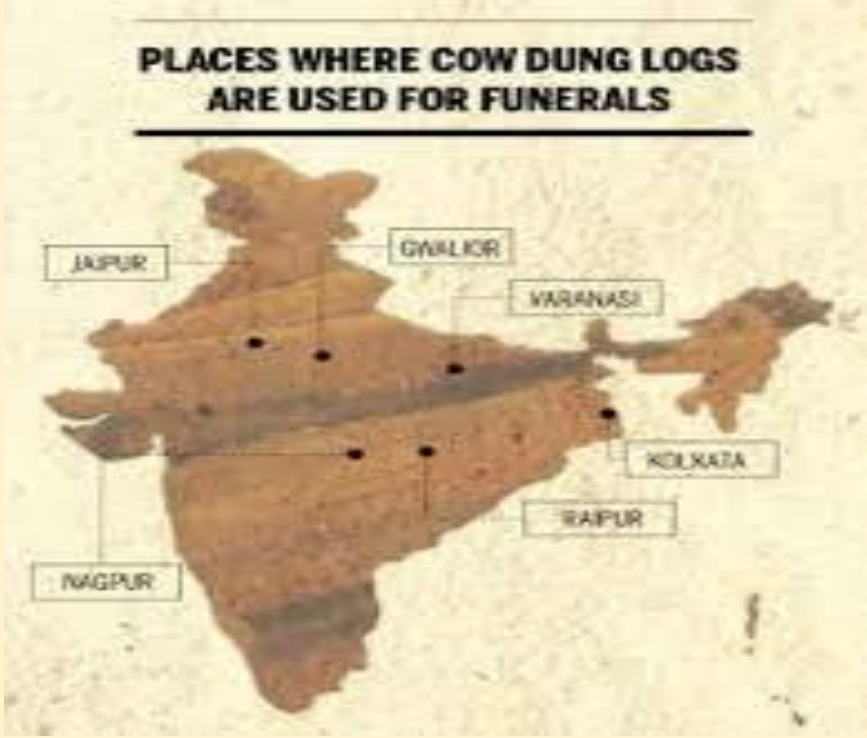 PLACES WHERE COW DUNG LOGS
ARE USED FOR FUNERALS
JAIPUR
GWALIOR
VARANASI
KOLKATA
RAIPUR
NAGPUR